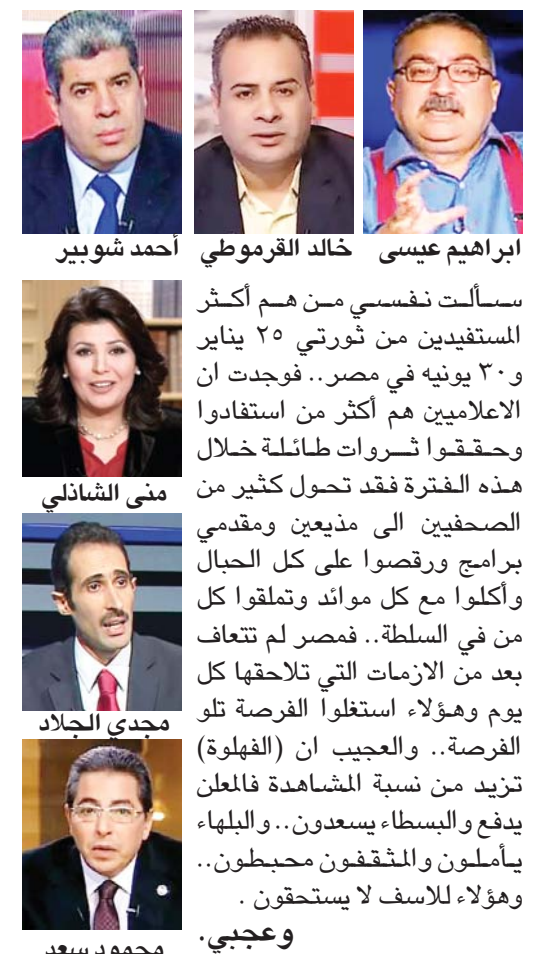 ابراهيم عيسى
خالد القرموطي
أحمد شوبير
سألت نفسي من هم أكثر
المستفيدين من ثورتي ٢٥ يناير
و٣٠ يونيه في مصر.. فوجدت ان
الاعلاميين هم أكثر من استفادوا
وحققوا ثروات طائلة خلال
هذه الفترة فقد تحول كثير من
الصحفيين الى مذيعين ومقدمي
برامج ورقصوا على كل الحبال
وأكلوا مع كل موائد وتملقوا كل
من في السلطة.. فمصر لم تتعاف
بعد من الازمات التي تلاحقها كل
يوم وهؤلاء استغلوا الفرصة تلو
الفرصة.. والعجيب ان (الفهلوة)
تزيد من نسبة المشاهدة فالمعلن
يدفع والبسطاء يسعدون.. والبلهاء
يأملون والمثقفون محبطون..
وهؤلاء للاسف لا يستحقون .
وعجبي.
منى الشاذلي
مجدي الجلاد
محمود سعد